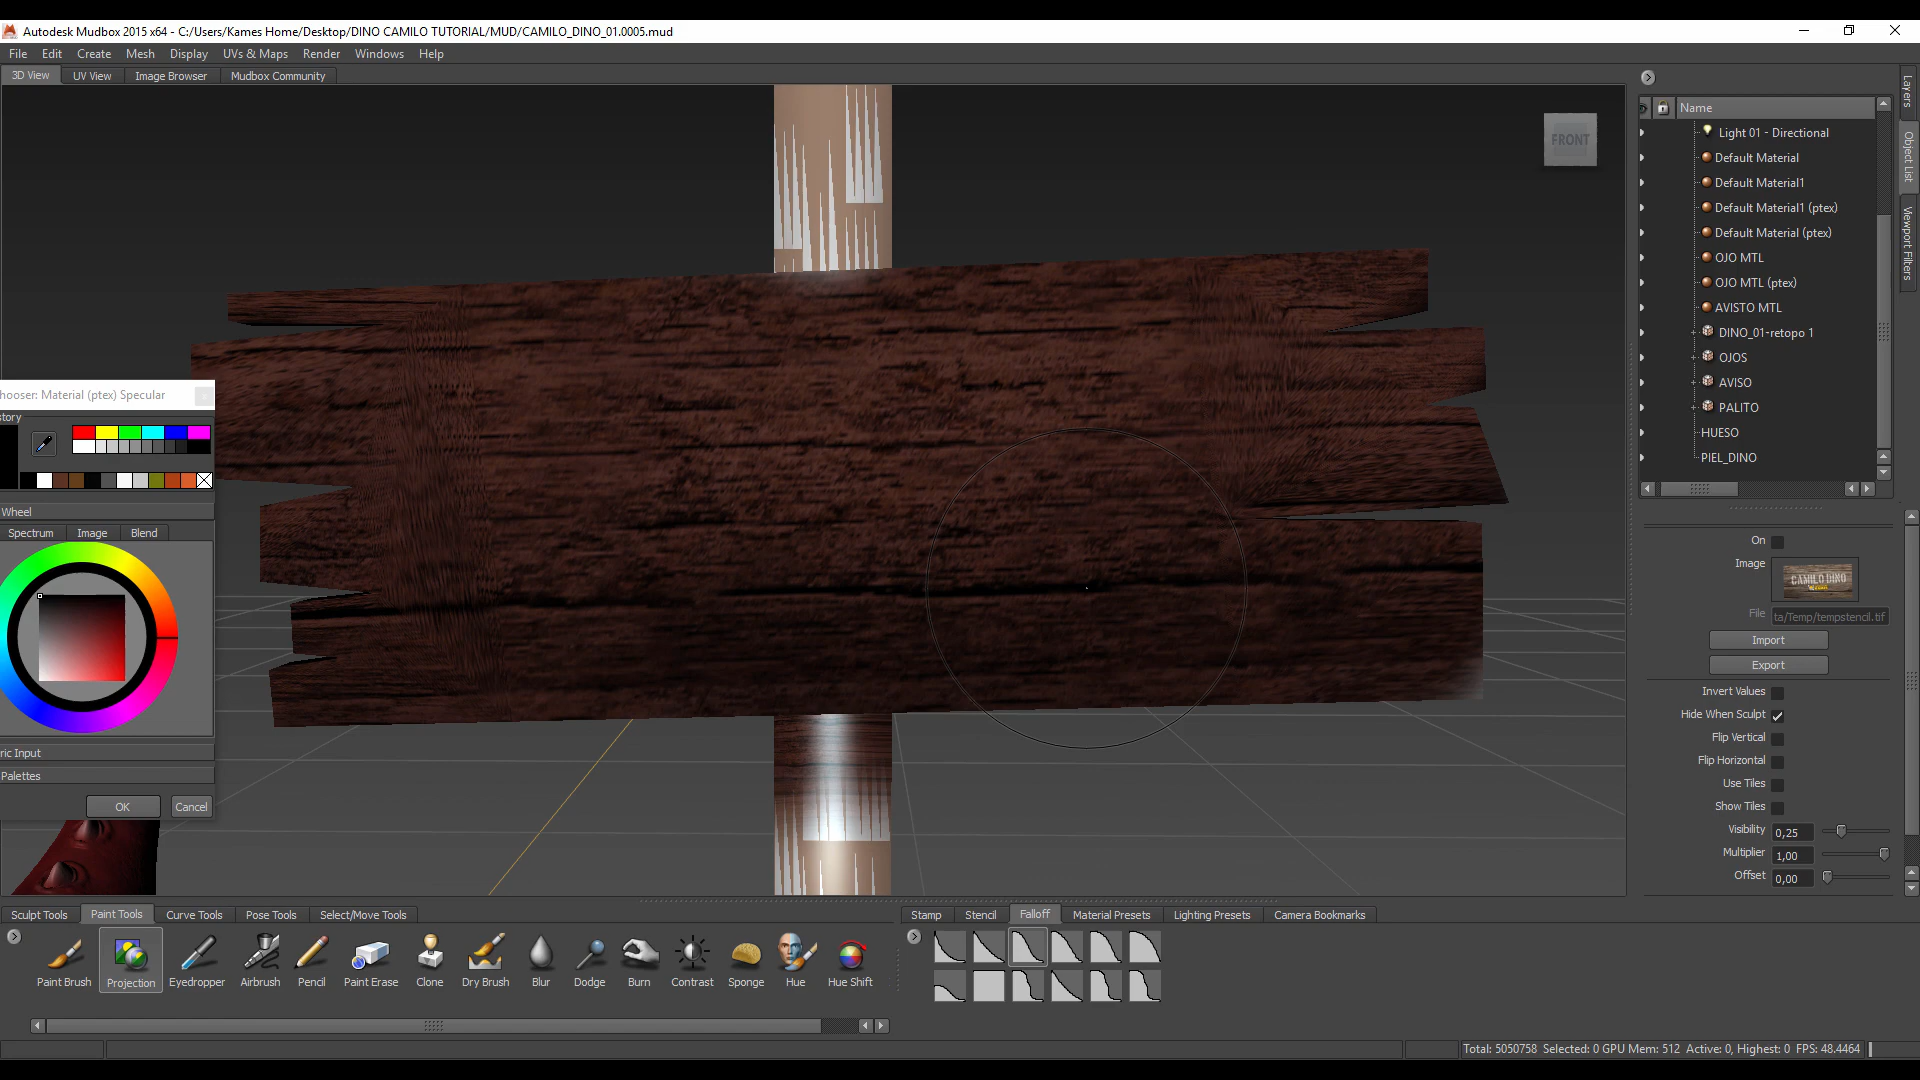 Autodesk Mudbox 2015 x64 - C:/Users/Kames Home/Desktop/DINO CAMILO TUTORIAL/MUD/CAMILO_DINO_01.0005.mud
File Edit Create Mesh Display UVs & Maps Render Windows Help
3D View UV View Image Browser Mudbox Community
FRONT
Name
Light 01 - Directional
Default Material
Default Material1
Default Material1 (ptex)
Default Material (ptex)
OJO MTL
OJO MTL (ptex)
AVISTO MTL
DINO_01-retopo 1
OJOS
AVISO
PALITO
HUESO
PIEL_DINO
Layers
Object List
Viewport Filters
hooser: Material (ptex) Specular
x
story
Wheel
Spectrum Image Blend
ric Input
Palettes
OK Cancel
On
Image
CAMILO DINO
File ta/Temp/tempstencil.tif
Import
Export
Invert Values
Hide When Sculpt
Flip Vertical
Flip Horizontal
Use Tiles
Show Tiles
Visibility 0,25
Multiplier 1,00
Offset 0,00
Sculpt Tools Paint Tools Curve Tools Pose Tools Select/Move Tools
Stamp Stencil Falloff Material Presets Lighting Presets Camera Bookmarks
Paint Brush Projection Eyedropper Airbrush Pencil Paint Erase Clone Dry Brush Blur Dodge Burn Contrast Sponge Hue Hue Shift
Total: 5050758 Selected: 0 GPU Mem: 512 Active: 0, Highest: 0 FPS: 48.4464